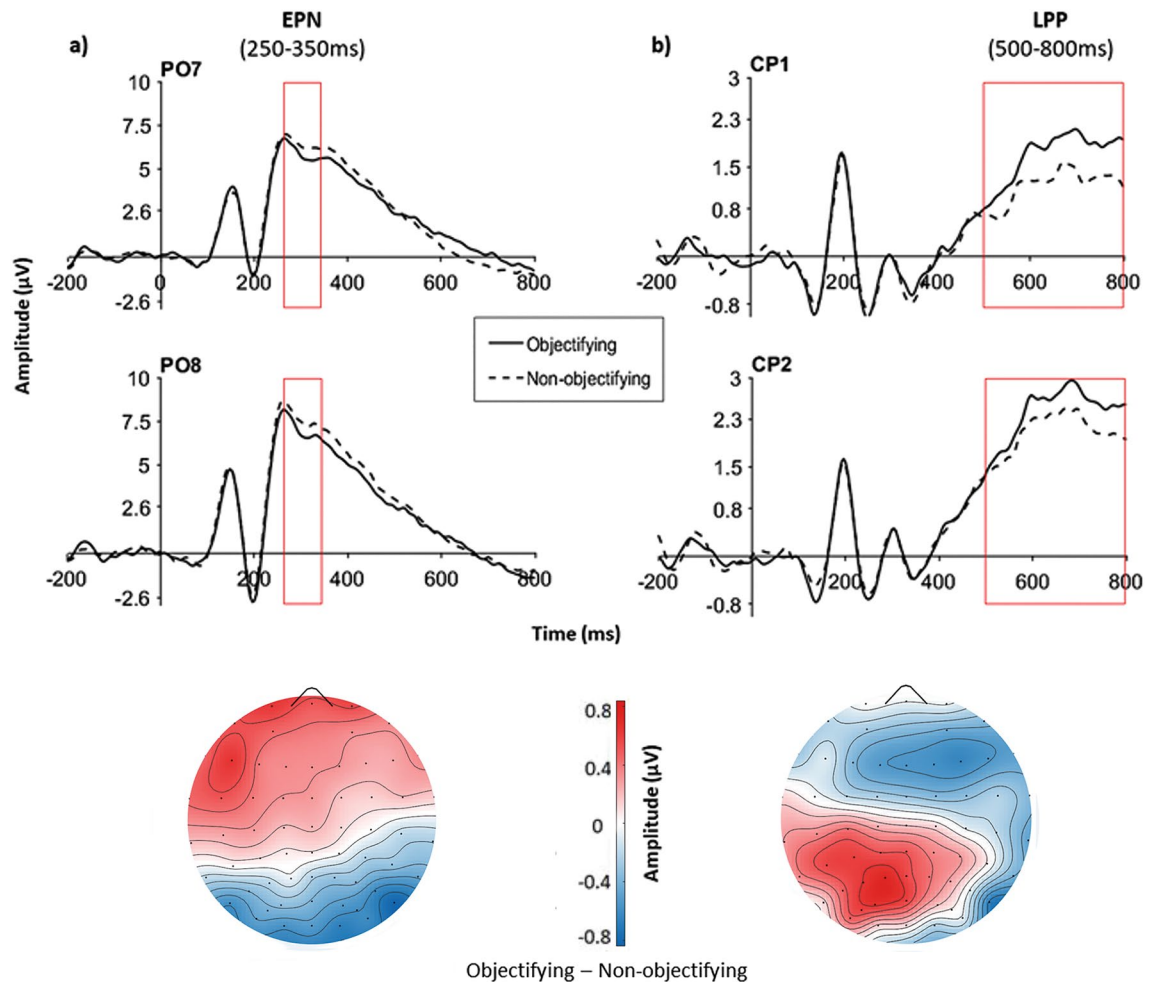 a)
EPN
(250-350ms)
b)
LPP
(500-800ms)
Amplitude (µV)
PO7
10
7.5
5
2.6
-2.6
-200
0
200
400
600
800
CP1
3
2.3
1.5
0.8
-0.8
-200
200
400
600
800
Objectifying
Non-objectifying
PO8
10
7.5
5
2.6
-2.6
-200
200
400
600
800
CP2
3
2.3
1.5
0.8
-0.8
-200
200
400
600
800
Time (ms)
0.8
0.4
0
-0.4
-0.8
Amplitude (µV)
Objectifying – Non-objectifying